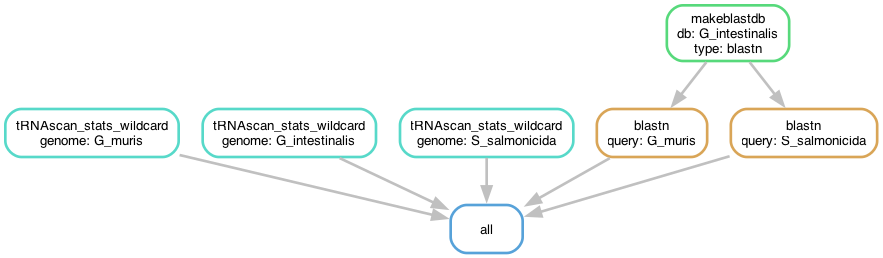 makeblastdb
db: G_intestinalis
type: blastn
tRNAscan_stats_wildcard
genome: G_muris
tRNAscan_stats_wildcard
genome: G_intestinalis
tRNAscan_stats_wildcard
genome: S_salmonicida
blastn
query: G_muris
blastn
query: S_salmonicida
all